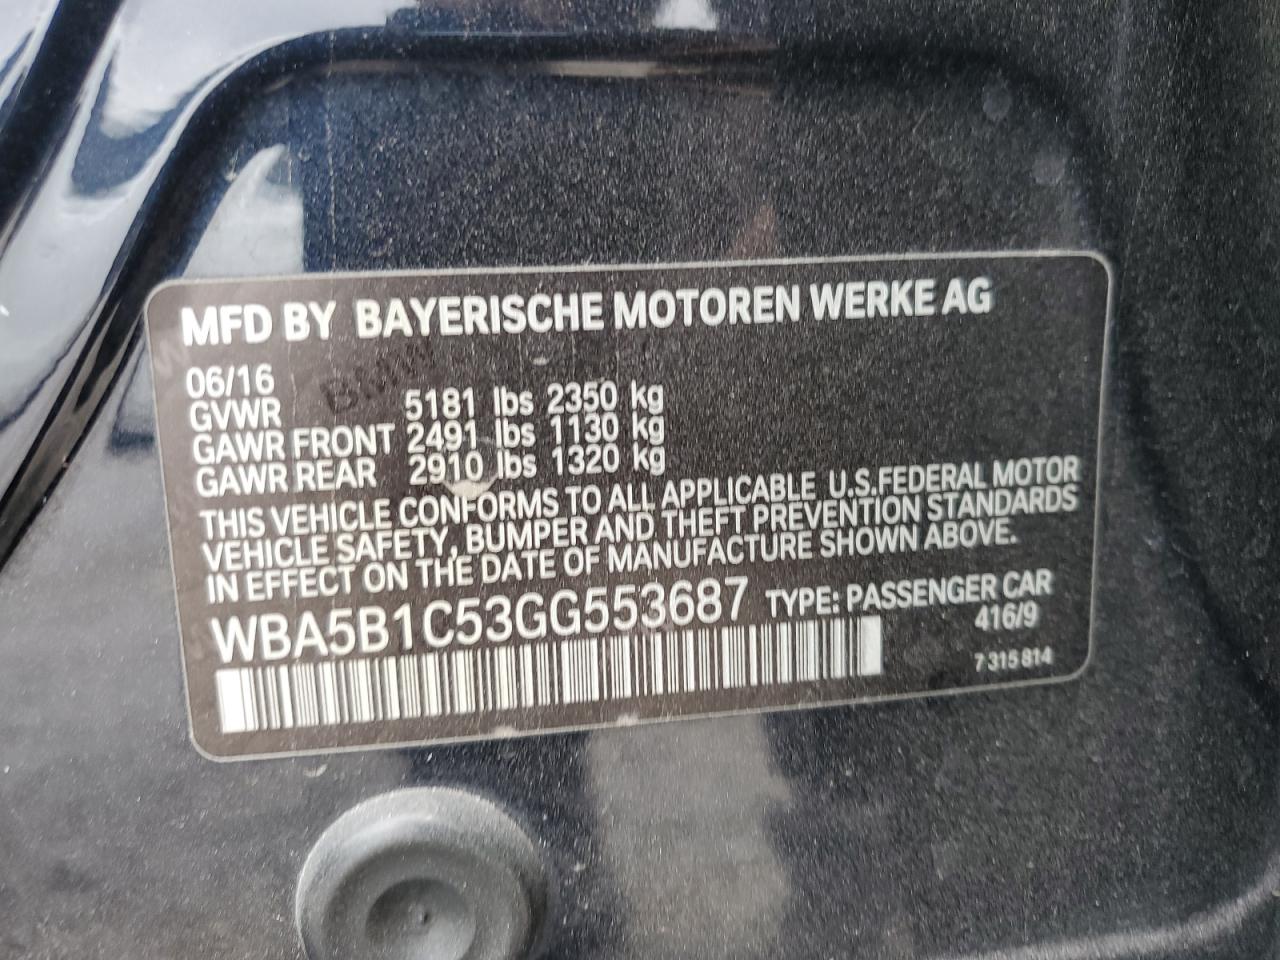 MFD BY BAYERISCHE MOTOREN WERKE AG
06/16
GVWR 5181 lbs 2350 kg
GAWR FRONT 2491 lbs 1130 kg
GAWR REAR 2910 lbs 1320 kg
THIS VEHICLE CONFORMS TO ALL APPLICABLE U.S.FEDERAL MOTOR
VEHICLE SAFETY, BUMPER AND THEFT PREVENTION STANDARDS
IN EFFECT ON THE DATE OF MANUFACTURE SHOWN ABOVE.
WBA5B1C53GG553687 TYPE: PASSENGER CAR
416/9
7 315 814
BMW